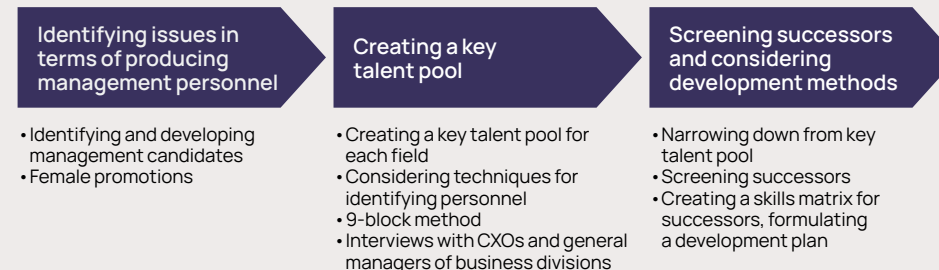 Identifying issues in
terms of producing
management personnel
• Identifying and developing
management candidates
• Female promotions
Creating a key
talent pool
• Creating a key talent pool for
each field
• Considering techniques for
identifying personnel
• 9-block method
• Interviews with CXOs and general
managers of business divisions
Screening successors
and considering
development methods
• Narrowing down from key
talent pool
• Screening successors
• Creating a skills matrix for
successors, formulating
a development plan